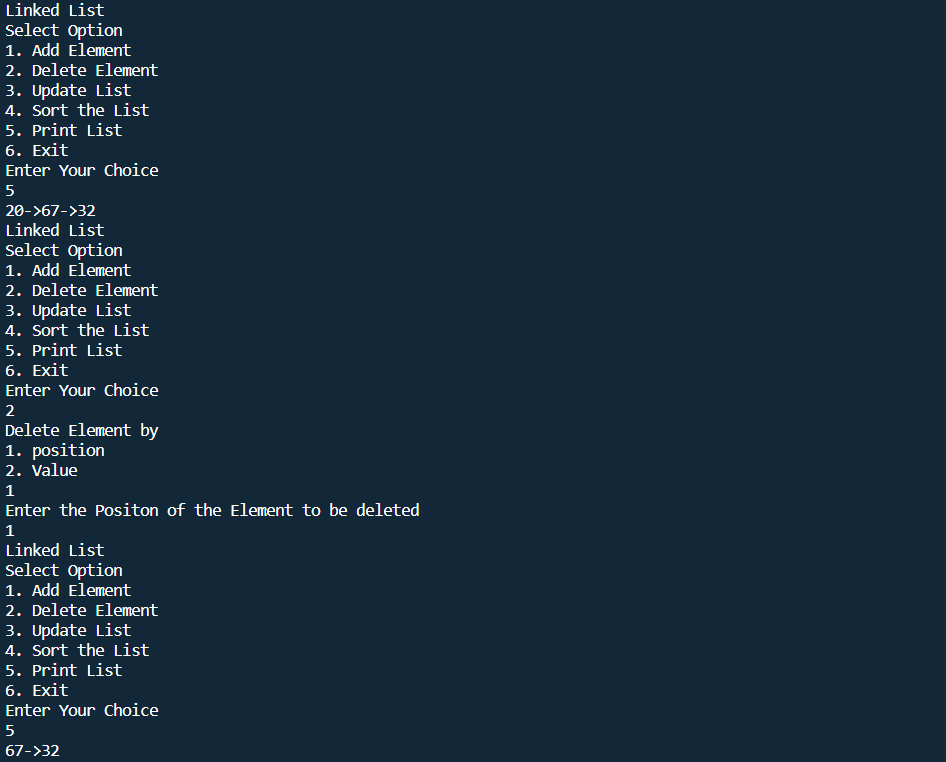 Linked List
Select Option
1. Add Element
2. Delete Element
3. Update List
4. Sort the List
5. Print List
6. Exit
Enter Your Choice
5
20->67->32
Linked List
Select Option
1. Add Element
2. Delete Element
3. Update List
4. Sort the List
5. Print List
6. Exit
Enter Your Choice
2
Delete Element by
1. position
2. Value
1
Enter the Positon of the Element to be deleted
1
Linked List
Select Option
1. Add Element
2. Delete Element
3. Update List
4. Sort the List
5. Print List
6. Exit
Enter Your Choice
5
67->32